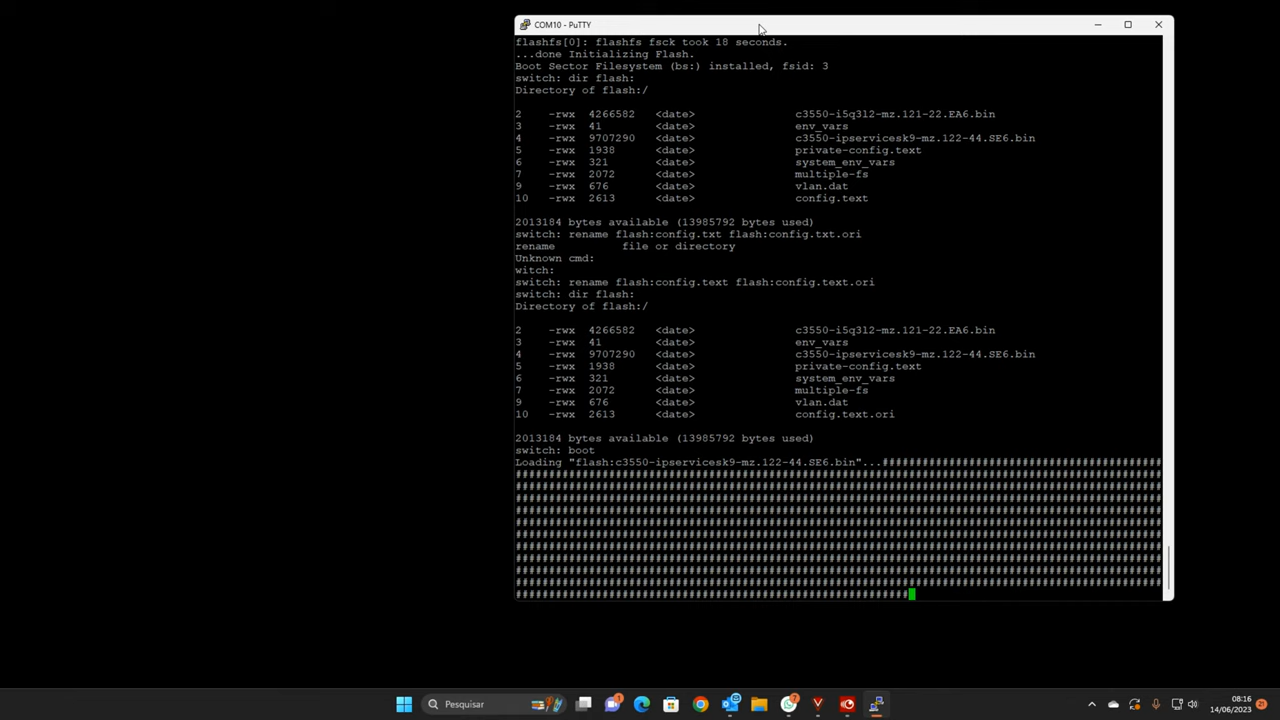 COM10 - PuTTY
flashfs[0]: flashfs fsck took 18 seconds.
...done Initializing Flash.
Boot Sector Filesystem (bs:) installed, fsid: 3
switch: dir flash:
Directory of flash:/
2 -rwx 4266582 <date> c3550-i5q3l2-mz.121-22.EA6.bin
3 -rwx 41 <date> env_vars
4 -rwx 9707290 <date> c3550-ipservicesk9-mz.122-44.SE6.bin
5 -rwx 1938 <date> private-config.text
6 -rwx 321 <date> system_env_vars
7 -rwx 2072 <date> multiple-fs
9 -rwx 676 <date> vlan.dat
10 -rwx 2613 <date> config.text
2013184 bytes available (13985792 bytes used)
switch: rename flash:config.txt flash:config.txt.ori
rename file or directory
Unknown cmd:
witch:
switch: rename flash:config.text flash:config.text.ori
switch: dir flash:
Directory of flash:/
2 -rwx 4266582 <date> c3550-i5q3l2-mz.121-22.EA6.bin
3 -rwx 41 <date> env_vars
4 -rwx 9707290 <date> c3550-ipservicesk9-mz.122-44.SE6.bin
5 -rwx 1938 <date> private-config.text
6 -rwx 321 <date> system_env_vars
7 -rwx 2072 <date> multiple-fs
9 -rwx 676 <date> vlan.dat
10 -rwx 2613 <date> config.text.ori
2013184 bytes available (13985792 bytes used)
switch: boot
Loading "flash:c3550-ipservicesk9-mz.122-44.SE6.bin"...##########################################
#################################################################################################
#################################################################################################
#################################################################################################
#################################################################################################
#################################################################################################
#################################################################################################
#################################################################################################
#################################################################################################
#################################################################################################
#################################################################################################
###########################################################
Pesquisar
1
7
08:16
14/06/2023
21